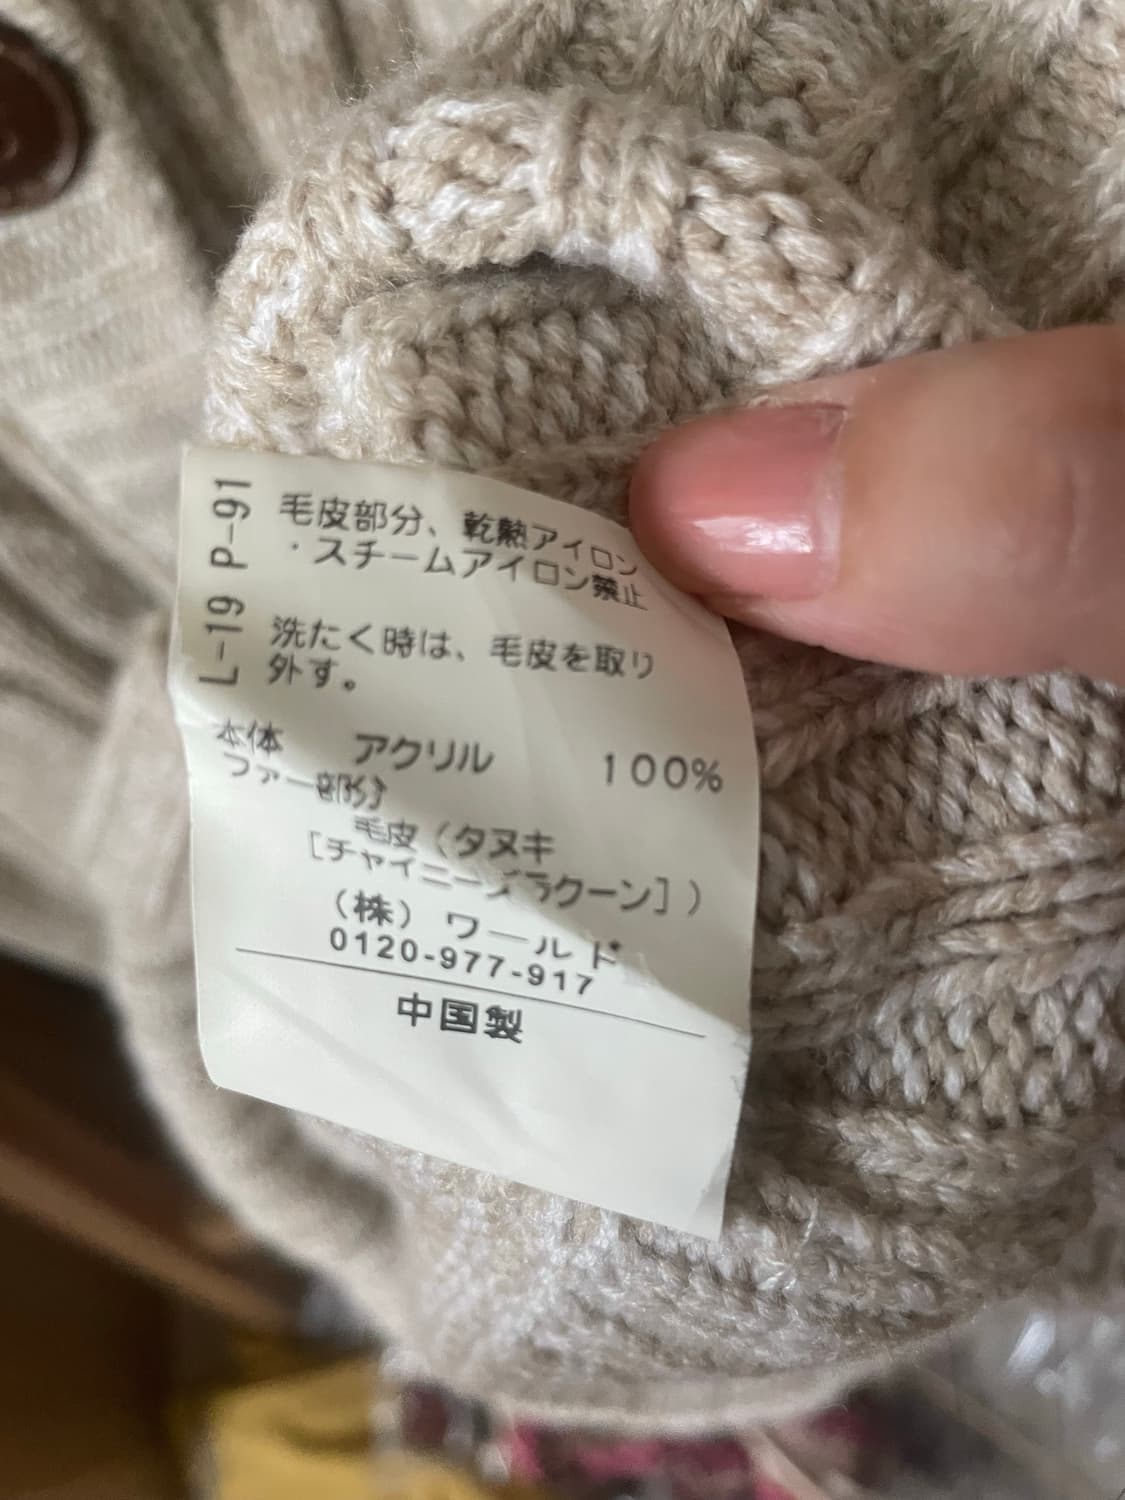 L-19 P-91
毛皮部分、乾熱アイロン
・スチームアイロン禁止
洗たく時は、毛皮を取り
外す。
本体 アクリル 100%
ファー部分
毛皮(タヌキ
[チャイニーズラクーン])
(株)ワールド
0120-977-917
中国製